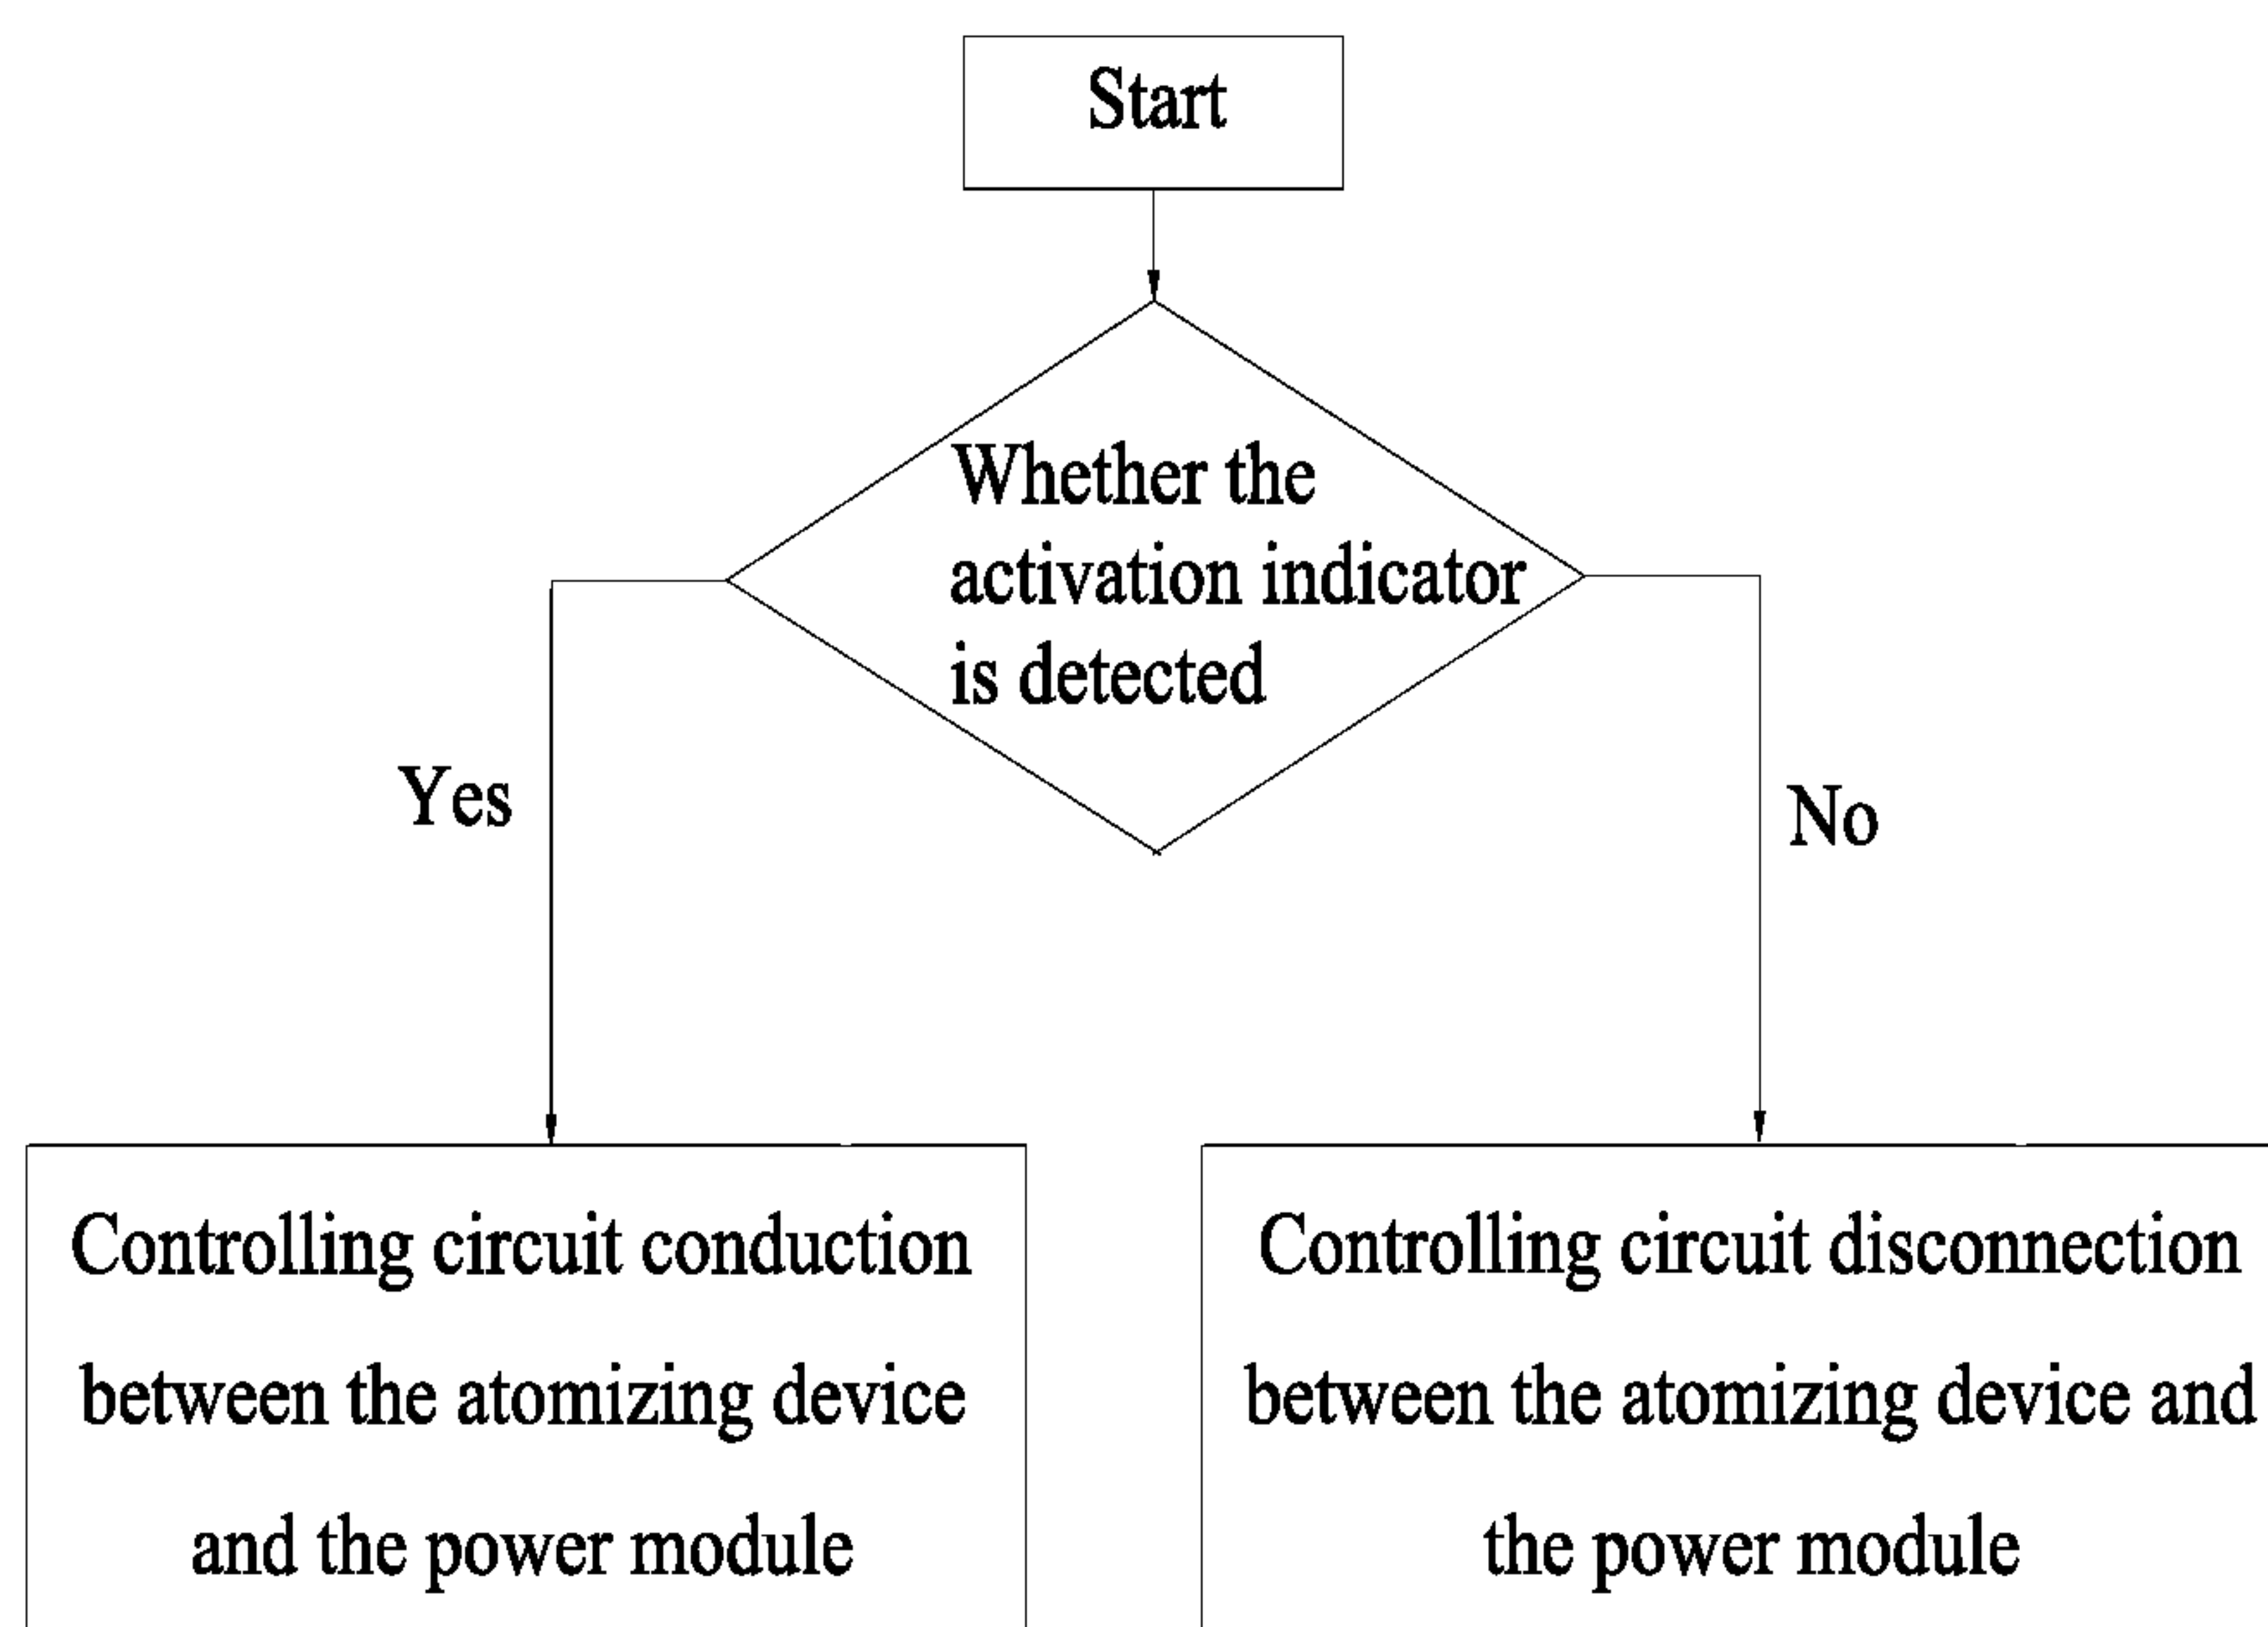 Start
Whether the
activation indicator
is detected
Yes
No
Controlling circuit conduction
between the atomizing device
and the power module
Controlling circuit disconnection
between the atomizing device and
the power module